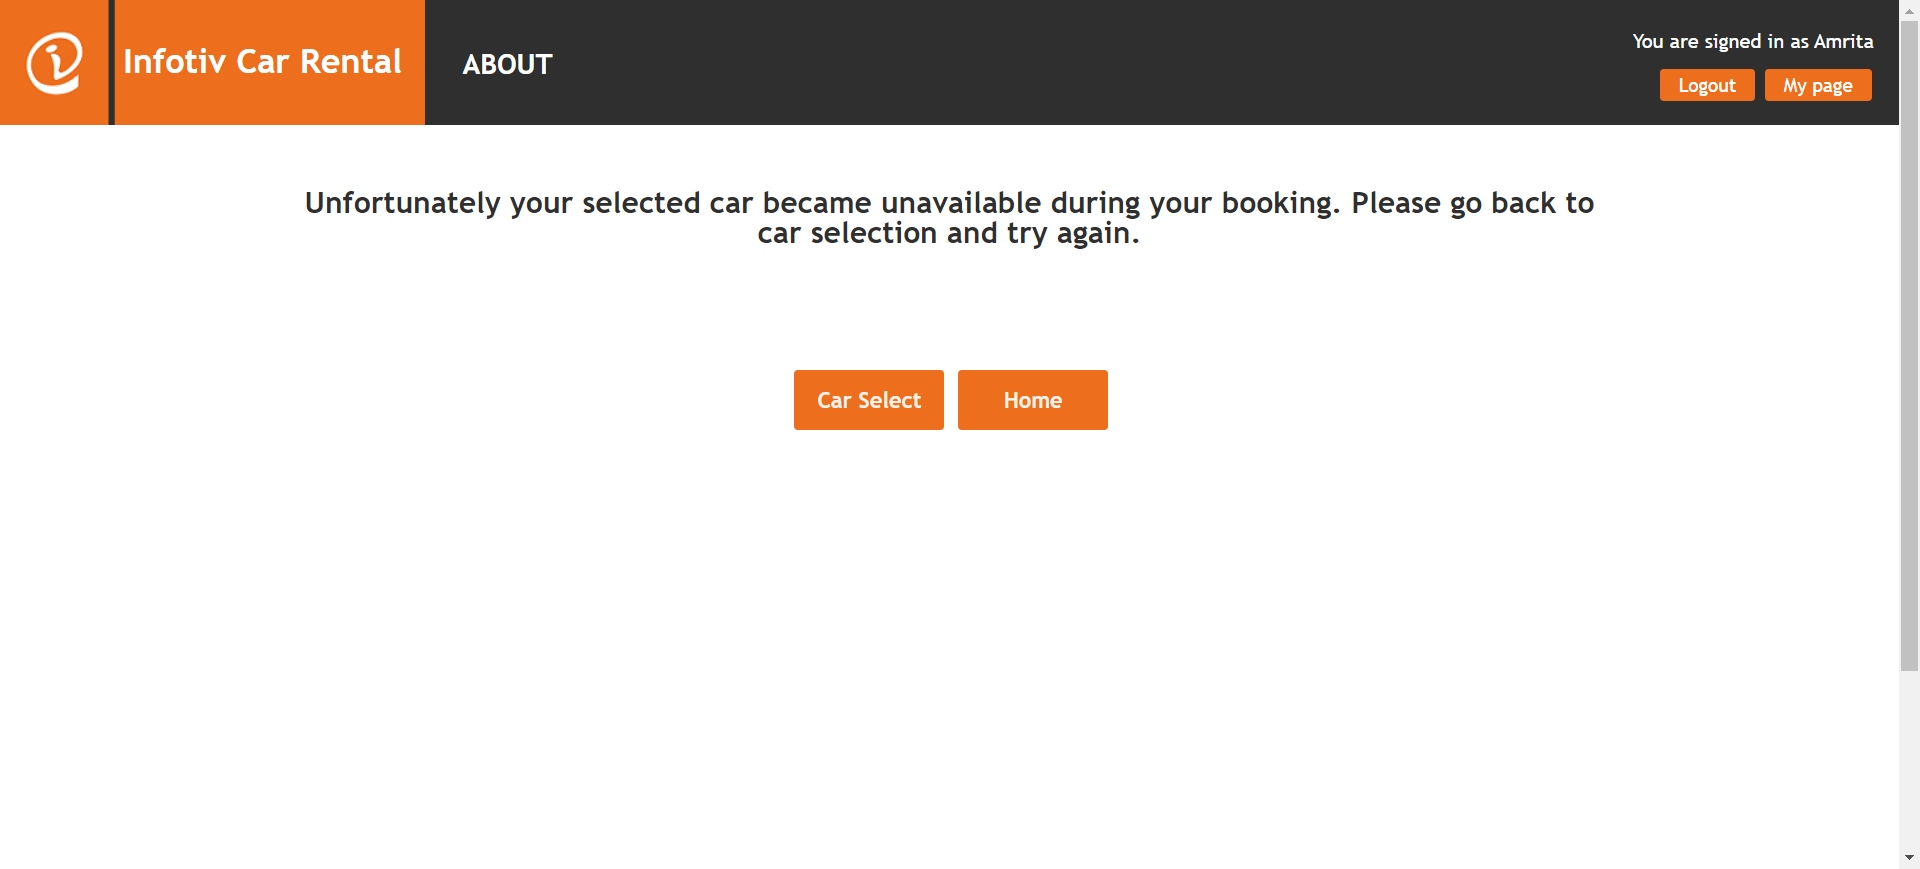 Infotiv Car Rental
ABOUT
You are signed in as Amrita
Logout
My page
Unfortunately your selected car became unavailable during your booking. Please go back to
car selection and try again.
Car Select
Home